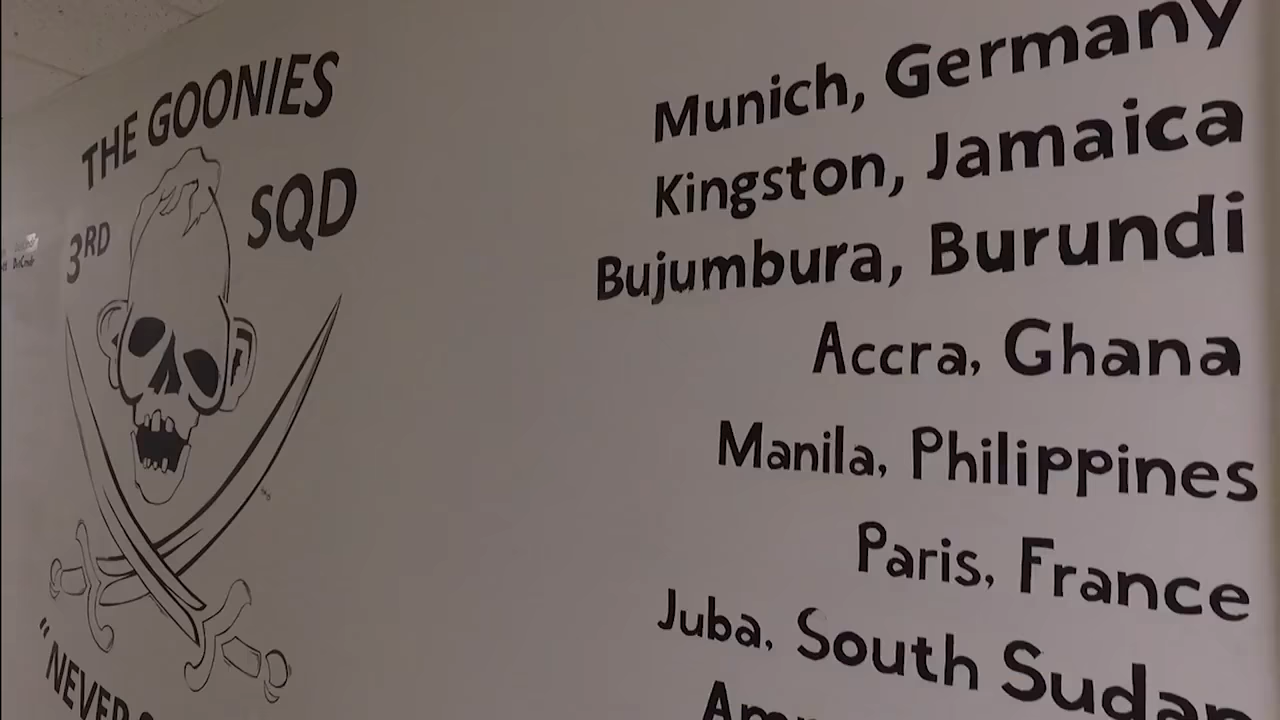 THE GOONIES
3RD SQD
"NEVER
Munich, Germany
Kingston, Jamaica
Bujumbura, Burundi
Accra, Ghana
Manila, Philippines
Paris, France
Juba, South Sudan